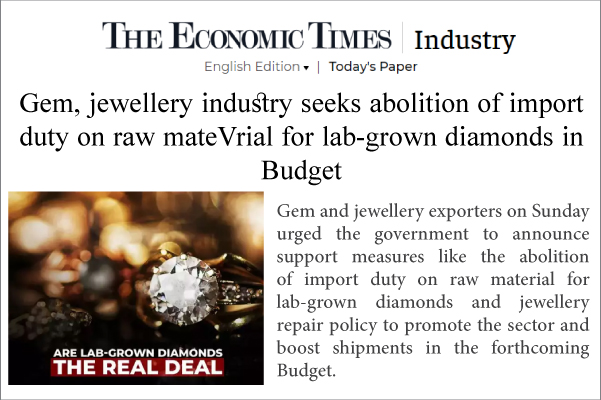 THE ECONOMIC TIMES | Industry
English Edition ▾ | Today's Paper
Gem, jewellery industry seeks abolition of import
duty on raw mateVrial for lab-grown diamonds in
Budget
Gem and jewellery exporters on Sunday
urged the government to announce
support measures like the abolition
of import duty on raw material for
lab-grown diamonds and jewellery
repair policy to promote the sector and
boost shipments in the forthcoming
Budget.
ARE LAB-GROWN DIAMONDS
THE REAL DEAL